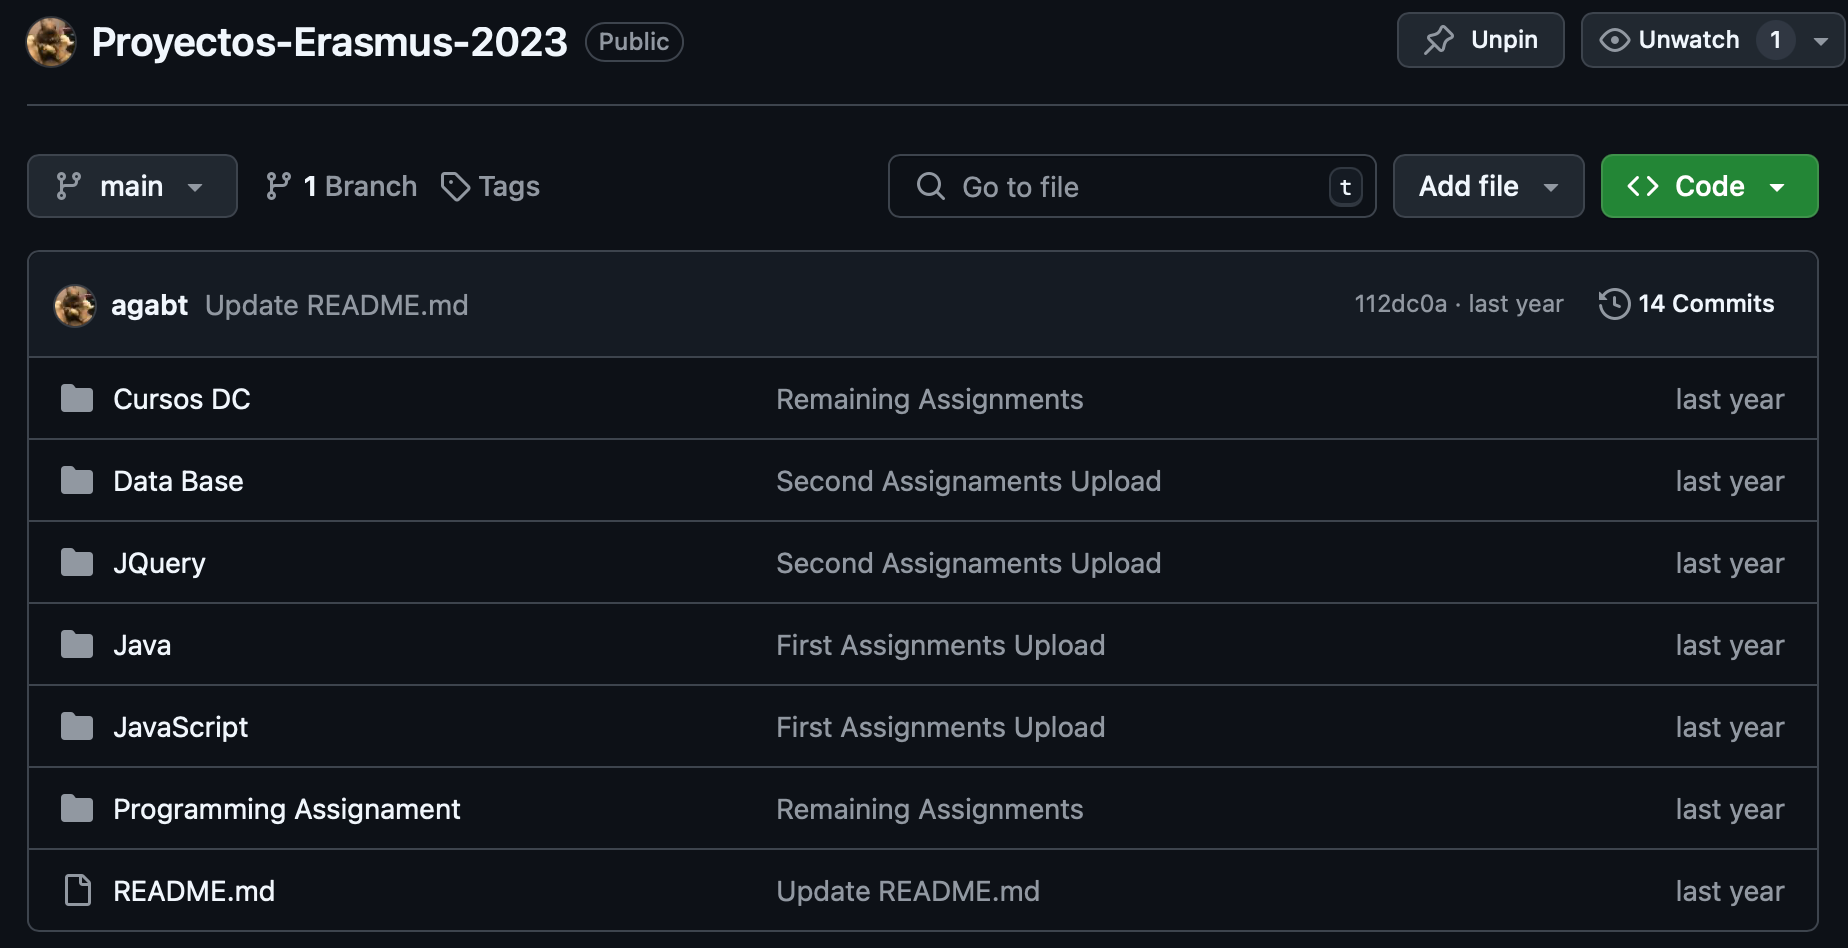 Proyectos-Erasmus-2023 Public Unpin Unwatch 1
main 1 Branch Tags Go to file t Add file Code
agabt Update README.md 112dc0a · last year 14 Commits
Cursos DC Remaining Assignments last year
Data Base Second Assignaments Upload last year
JQuery Second Assignaments Upload last year
Java First Assignments Upload last year
JavaScript First Assignments Upload last year
Programming Assignament Remaining Assignments last year
README.md Update README.md last year